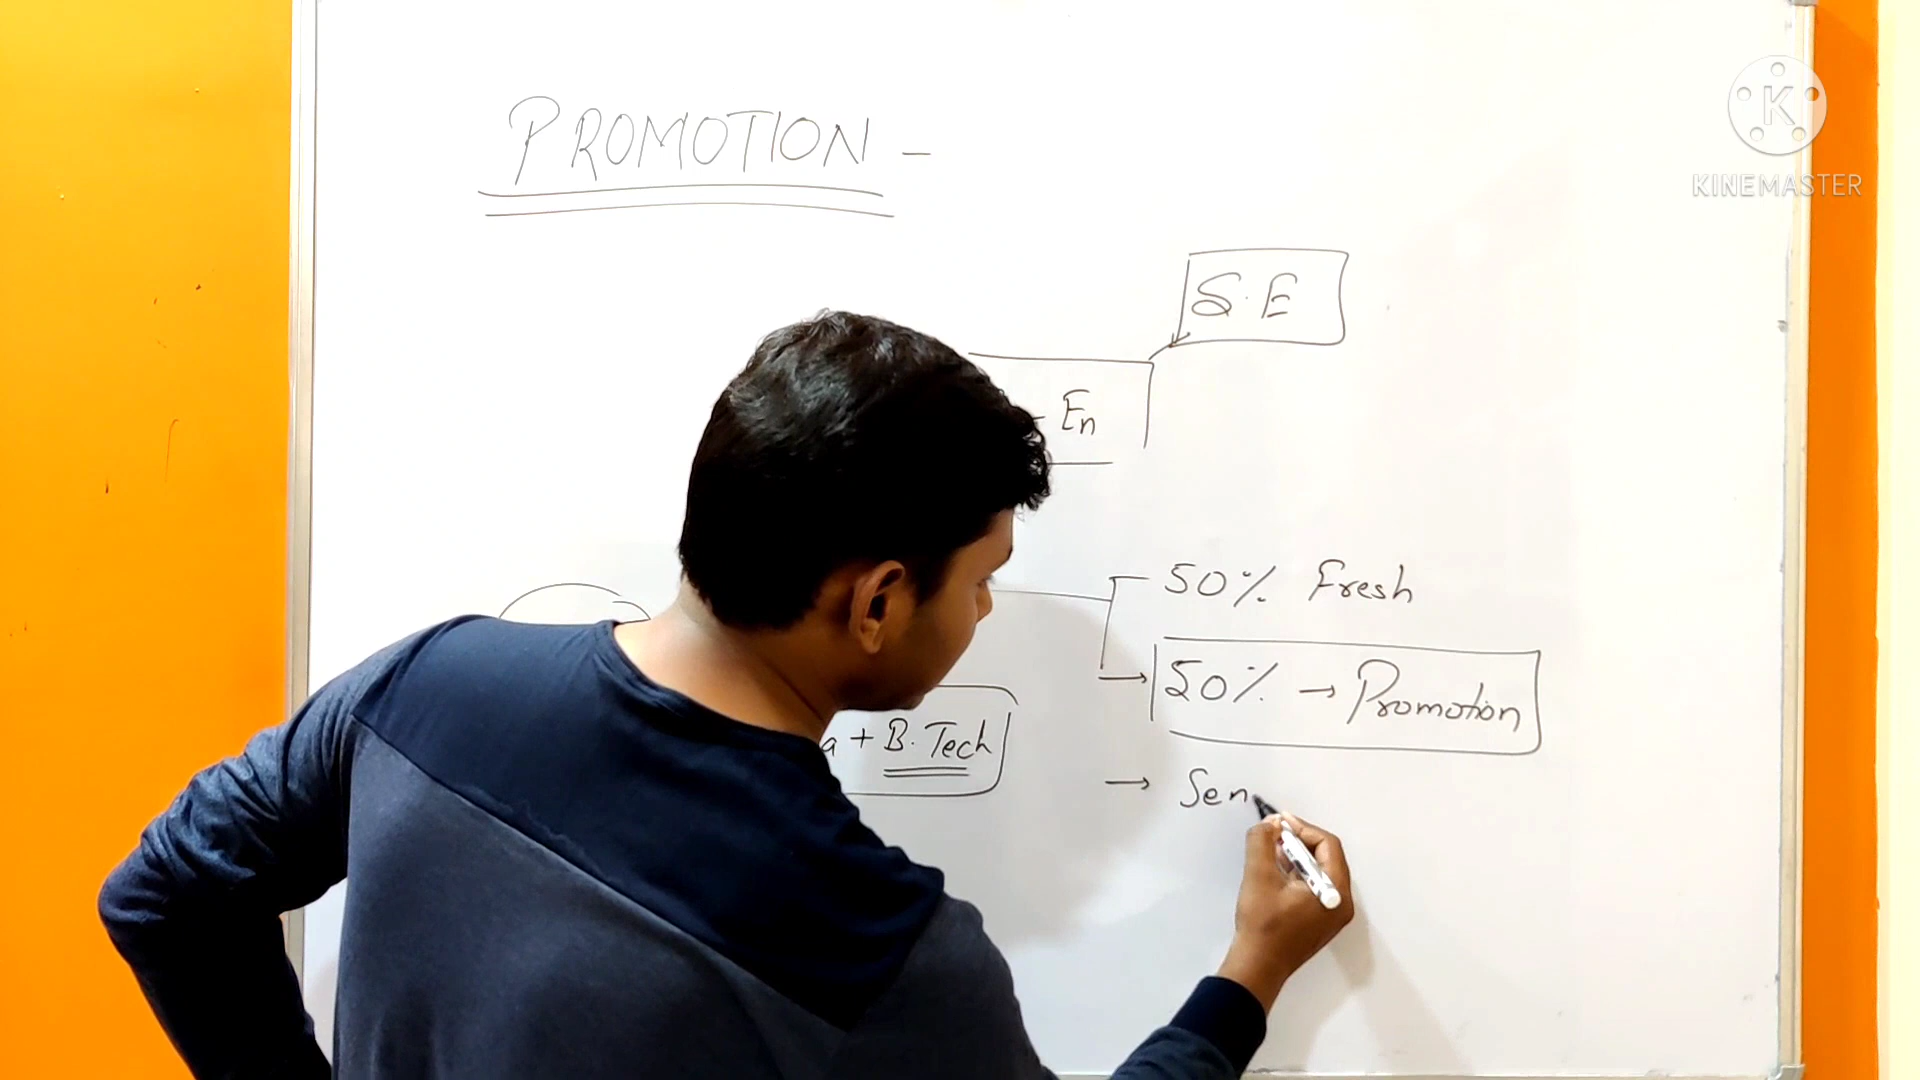 PROMOTION -
K
KINEMASTER
S.E
- En
50% Fresh
50% → Promotion
a + B. Tech
→ Sen